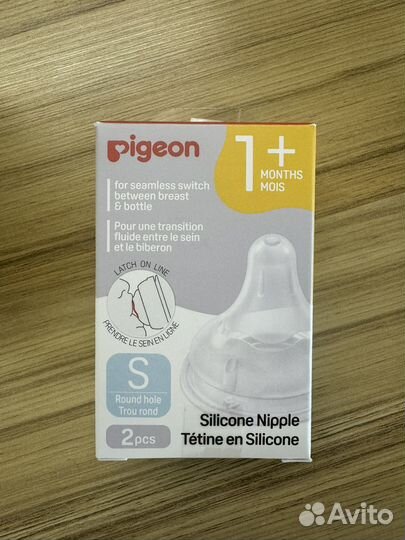 pigeon
1+
MONTHS
MOIS
for seamless switch
between breast
& bottle
Pour une transition
fluide entre le sein
et le biberon
LATCH ON LINE
PRENDRE LE SEIN EN LIGNE
S
Round hole
Trou rond
2pcs
Silicone Nipple
Tétine en Silicone
Avito